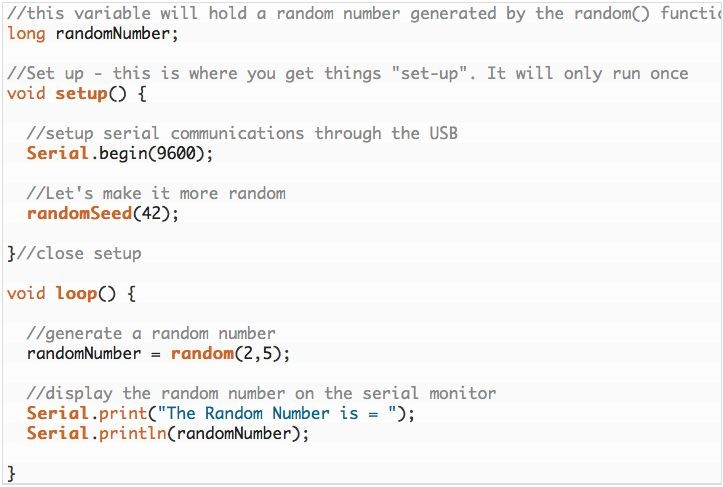 //this variable will hold a random number generated by the random()
long randomNumber;
//Set up - this is where you get things "set-up". It will only run once
void setup() {
//setup serial communications through the USB
Serial.begin(9600);
//Let's make it more random
randomSeed(42);
}//close setup
void loop() {
//generate a random number
randomNumber = random(2,5);
//display the random number on the serial monitor
Serial.print("The Random Number is = ");
Serial.println(randomNumber);
}